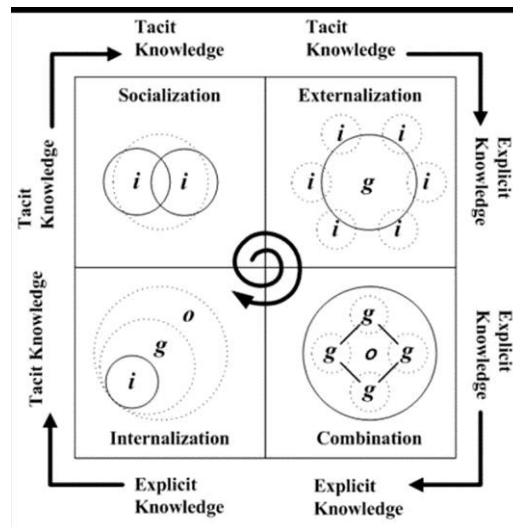 Tacit
Knowledge
Tacit
Knowledge
Socialization
Externalization
i i
i i
i g i
i i
Tacit
Knowledge
Explicit
Knowledge
o
g
i
g
g o g
g
Tacit Knowledge
Explicit
Knowledge
Internalization
Combination
Explicit
Knowledge
Explicit
Knowledge